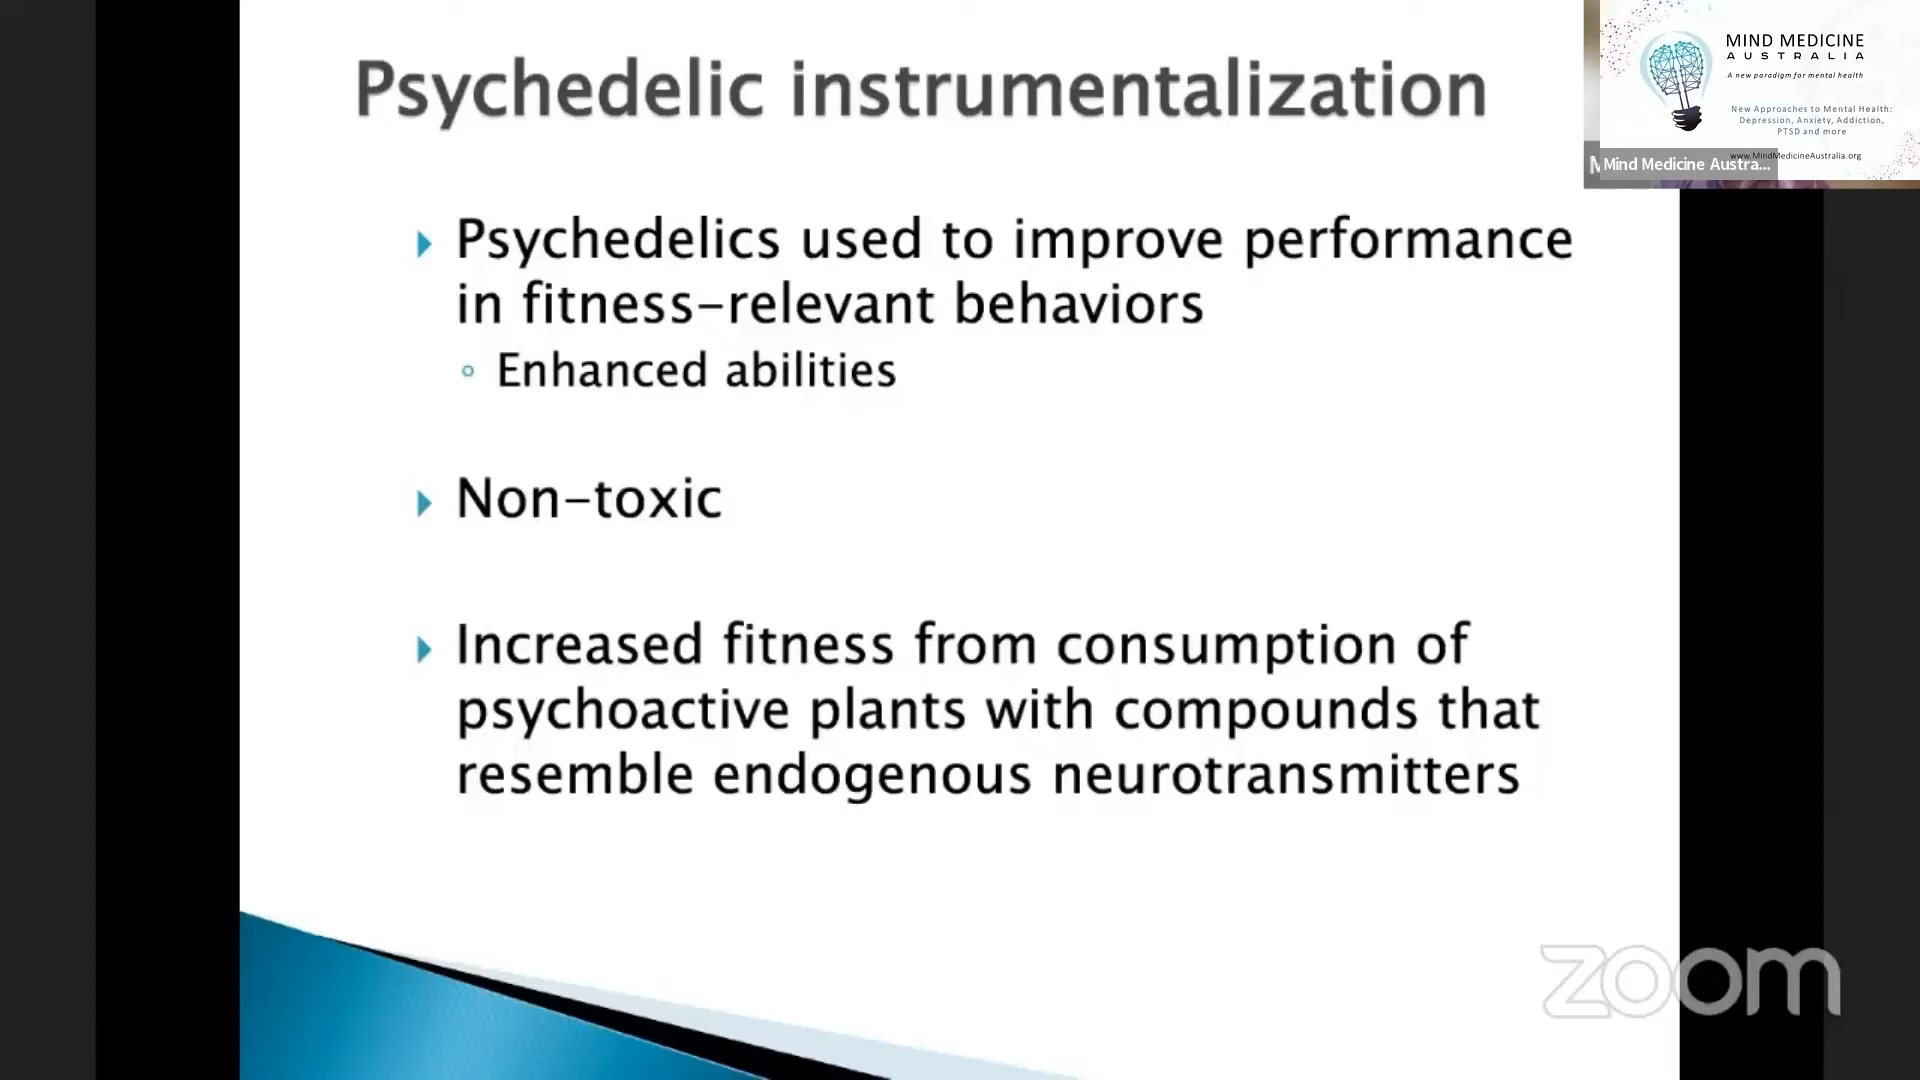 Psychedelic instrumentalization
Psychedelics used to improve performance
in fitness-relevant behaviors
Enhanced abilities
Non-toxic
Increased fitness from consumption of
psychoactive plants with compounds that
resemble endogenous neurotransmitters
MIND MEDICINE
AUSTRALIA
A new paradigm for mental health
New Approaches to Mental Health:
Depression, Anxiety, Addiction,
PTSD and more
www.MindMedicineAustralia.org
Mind Medicine Austra...
zoom